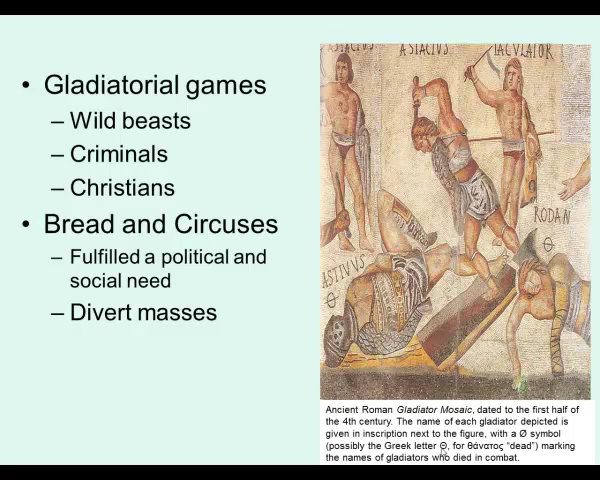 • Gladiatorial games
– Wild beasts
– Criminals
– Christians
• Bread and Circuses
– Fulfilled a political and
social need
– Divert masses
ASTACIUS
IACULATOR
RODAN
Ø
ASTIVUS
Ø
Ancient Roman Gladiator Mosaic, dated to the first half of
the 4th century. The name of each gladiator depicted is
given in inscription next to the figure, with a Ø symbol
(possibly the Greek letter Θ, for θάνατος “dead”) marking
the names of gladiators who died in combat.